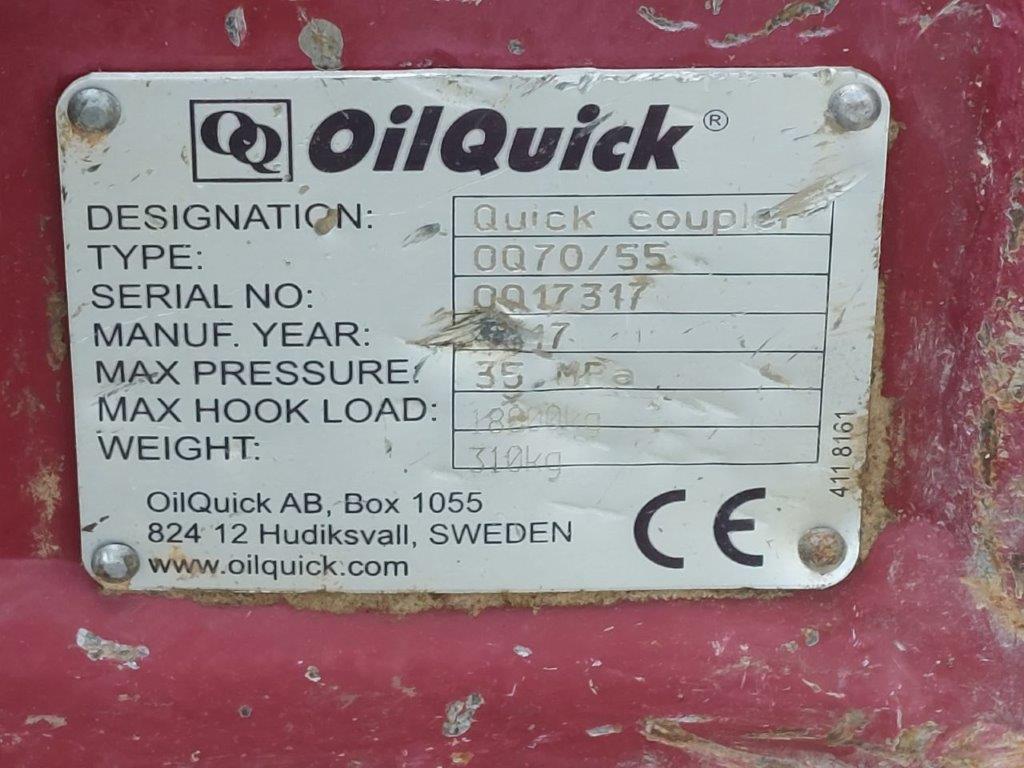 OQ OilQuick®
DESIGNATION: Quick coupler
TYPE: OQ70/55
SERIAL NO: OQ17317
MANUF. YEAR:
MAX PRESSURE: 35 MPa
MAX HOOK LOAD:
WEIGHT: 310kg
411 8161
OilQuick AB, Box 1055
824 12 Hudiksvall, SWEDEN
www.oilquick.com
CE